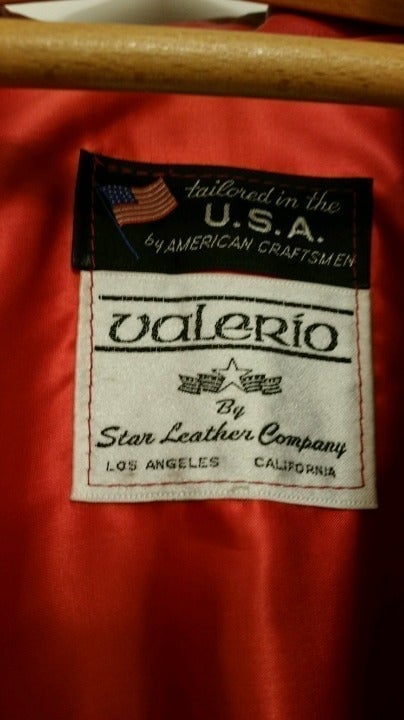 tailored in the
U.S.A.
by AMERICAN CRAFTSMEN
Valerio
By
Star Leather Company
LOS ANGELES CALIFORNIA